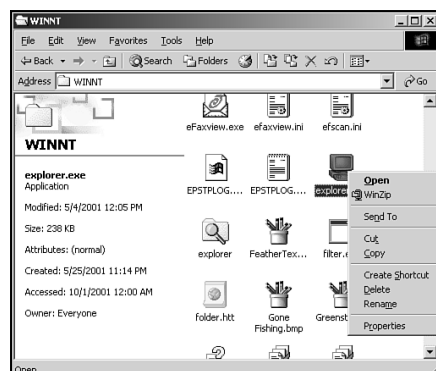 WINNT
File Edit View Favorites Tools Help
Back Search Folders
Address WINNT Go
WINNT
explorer.exe
Application
Modified: 5/4/2001 12:05 PM
Size: 238 KB
Attributes: (normal)
Created: 5/25/2001 11:14 PM
Accessed: 10/1/2001 12:00 AM
Owner: Everyone
eFaxview.exe efaxview.ini efscan.ini
EPSTPLOG.... EPSTPLOG....
explorer FeatherTex...
folder.htt Gone
Fishing.bmp
Open
WinZip
Send To
Cut
Copy
Create Shortcut
Delete
Rename
Properties
Open